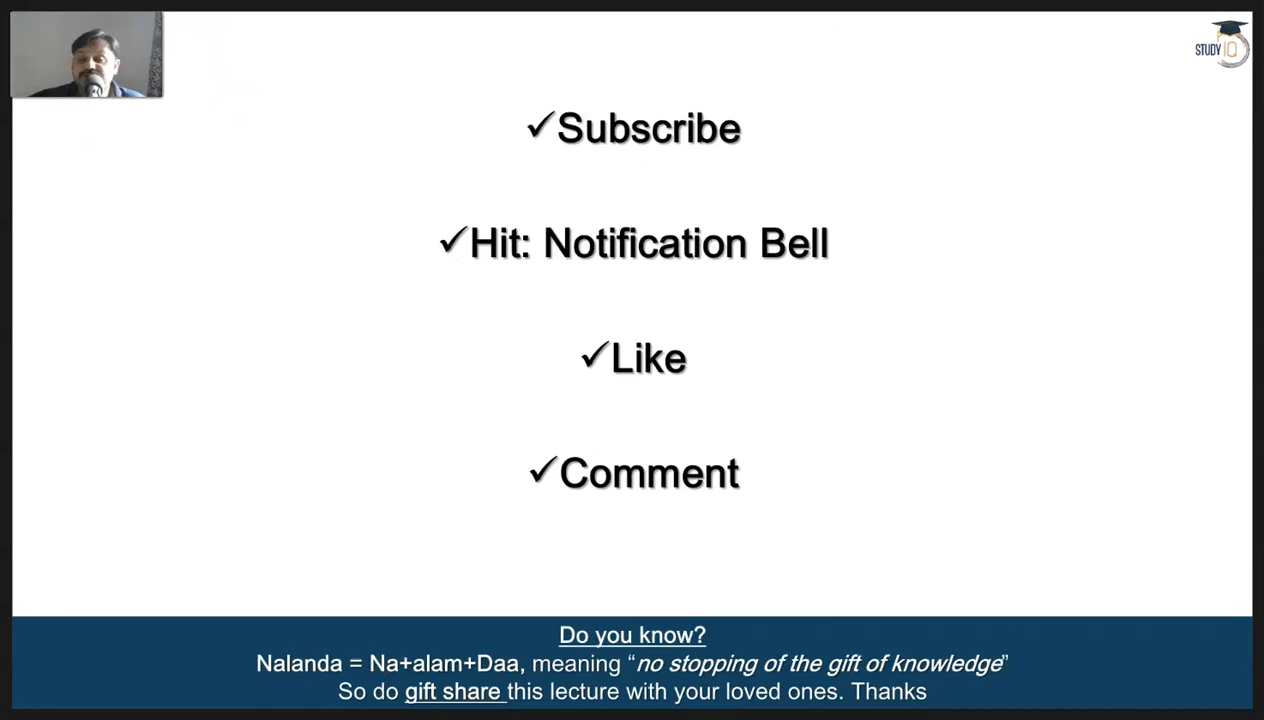 STUDY IQ
✓Subscribe
✓Hit: Notification Bell
✓Like
✓Comment
Do you know?
Nalanda = Na+alam+Daa, meaning “no stopping of the gift of knowledge”
So do gift share this lecture with your loved ones. Thanks